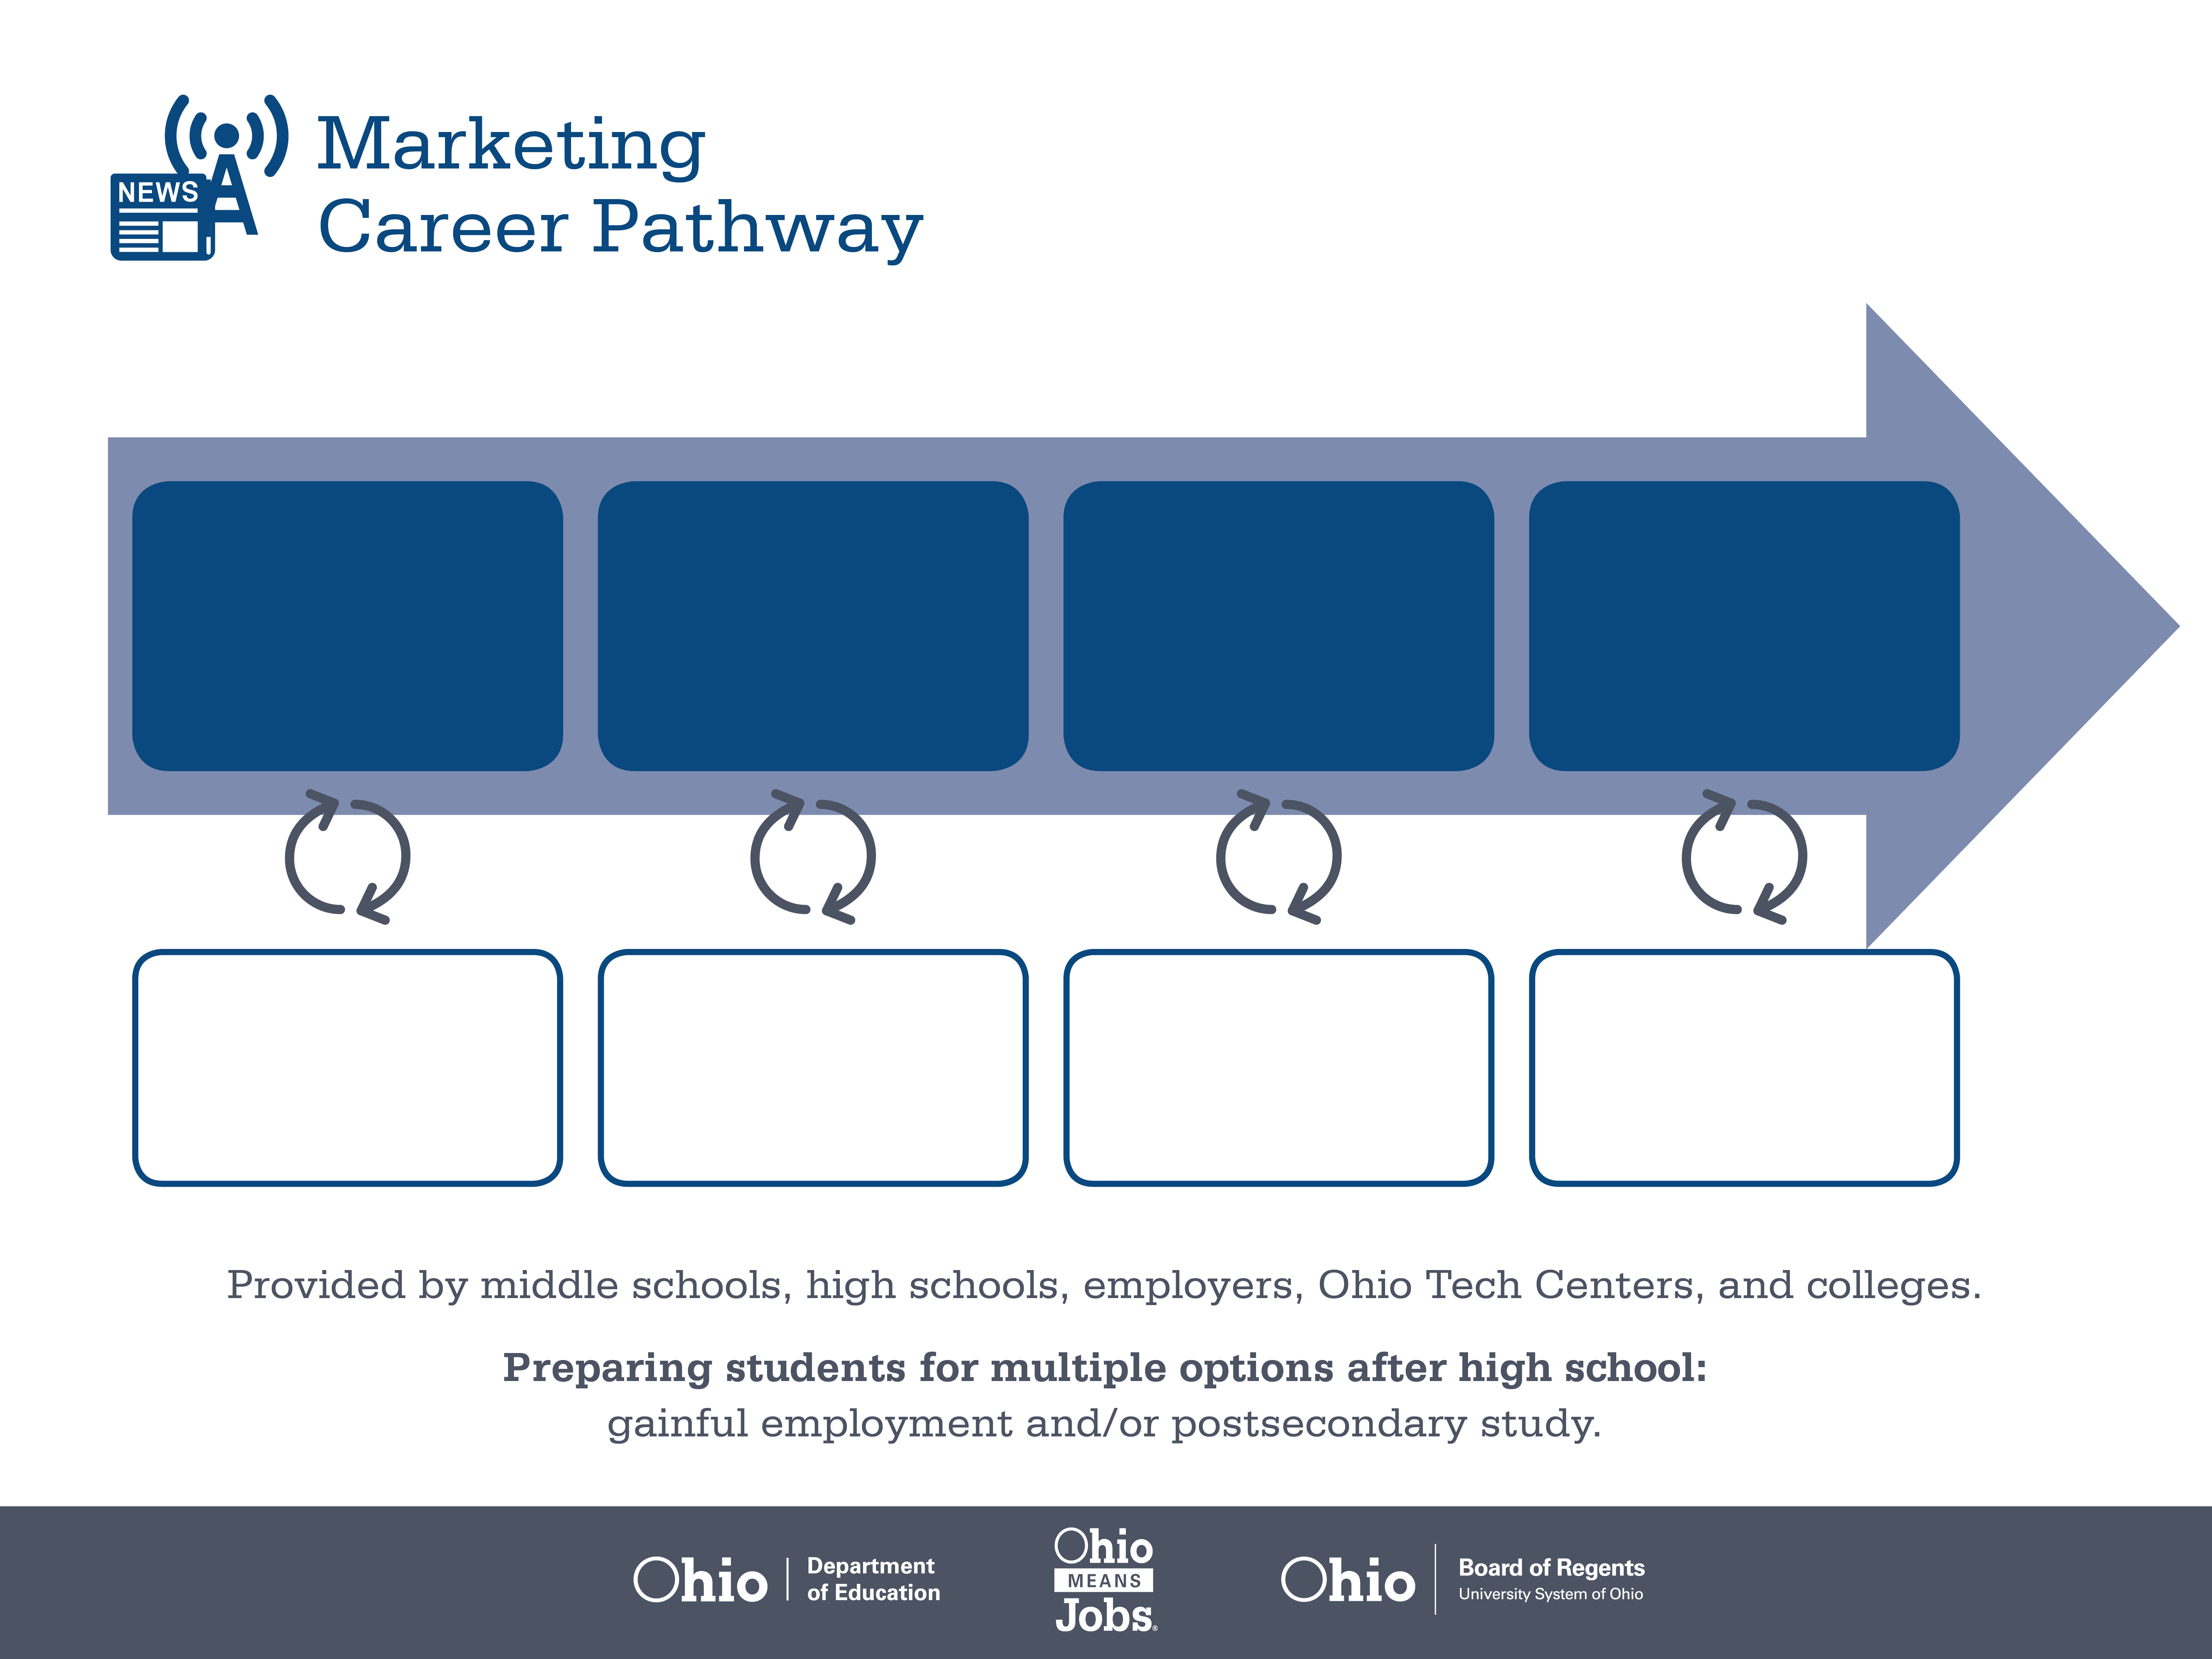 NEWS
Marketing
Career Pathway
Provided by middle schools, high schools, employers, Ohio Tech Centers, and colleges.
Preparing students for multiple options after high school:
gainful employment and/or postsecondary study.
Ohio
Department
of Education
Ohio
MEANS
Jobs®
Ohio
Board of Regents
University System of Ohio